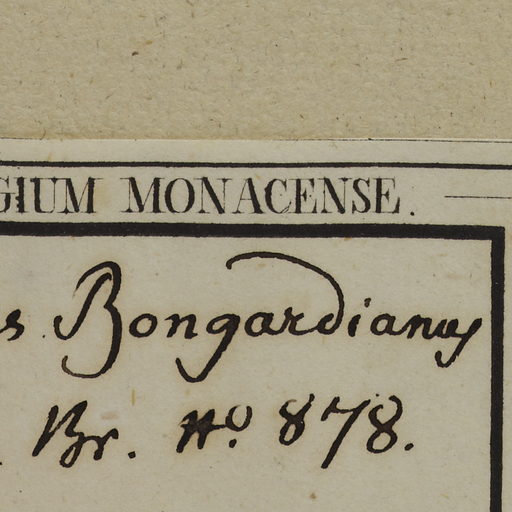 GIUM MONACENSE.
s Bongardianus
Br. No. 878.